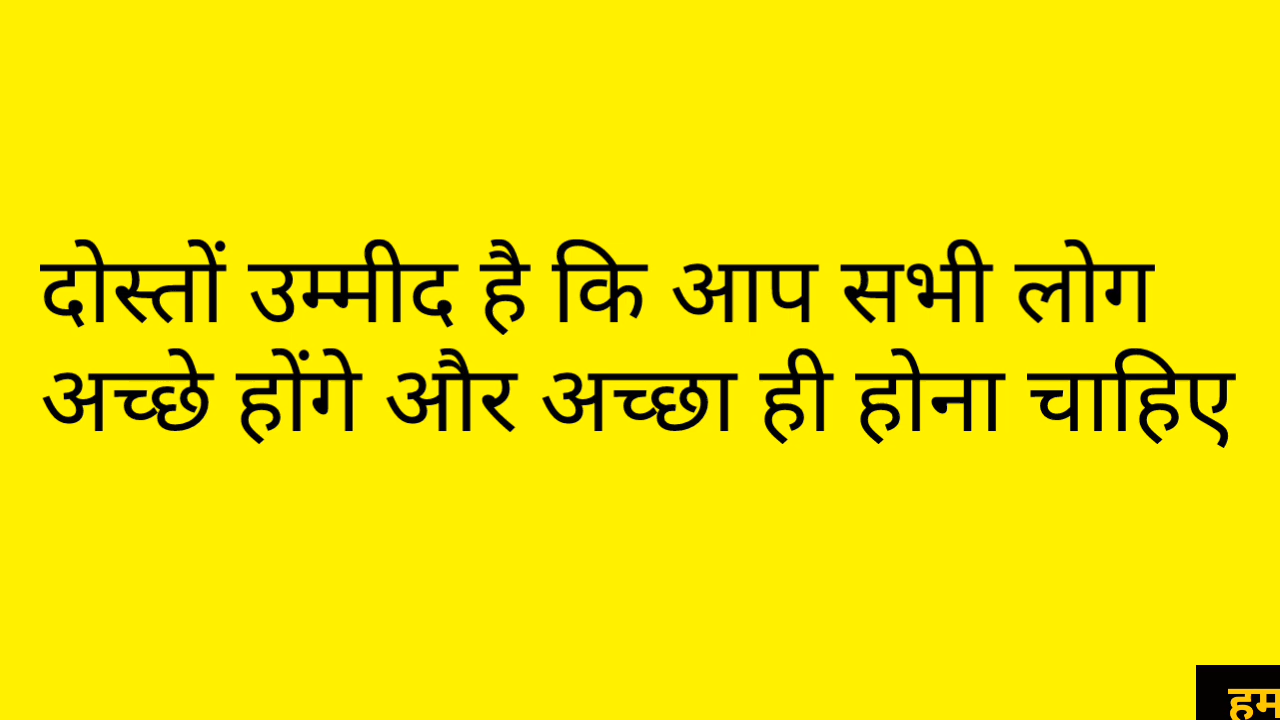 दोस्तों उम्मीद है कि आप सभी लोग
अच्छे होंगे और अच्छा ही होना चाहिए
हम